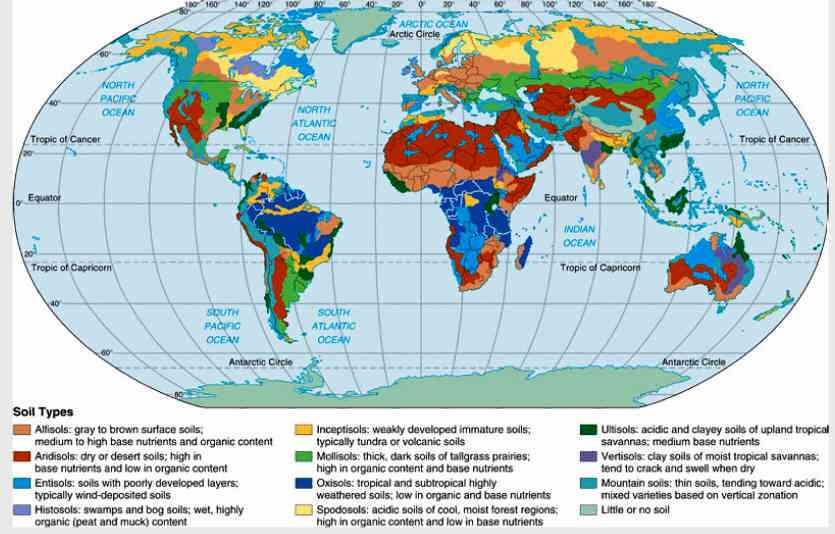 180° 160° 140° 120° 100° 80° 60° 40° 20° 0° 20° 40° 60° 80° 100° 120° 140° 160° 180°
80°
ARCTIC OCEAN
Arctic Circle
60°
NORTH
PACIFIC
OCEAN
NORTH
PACIFIC
OCEAN
40°
NORTH
ATLANTIC
OCEAN
Tropic of Cancer
Tropic of Cancer
20°
Equator
Equator
0°
INDIAN
OCEAN
20°
Tropic of Capricorn
Tropic of Capricorn
40°
SOUTH
PACIFIC
OCEAN
SOUTH
ATLANTIC
OCEAN
60°
Antarctic Circle
Antarctic Circle
80°
Soil Types
Alfisols: gray to brown surface soils;
medium to high base nutrients and organic content
Aridisols: dry or desert soils; high in
base nutrients and low in organic content
Entisols: soils with poorly developed layers;
typically wind-deposited soils
Histosols: swamps and bog soils; wet, highly
organic (peat and muck) content
Inceptisols: weakly developed immature soils;
typically tundra or volcanic soils
Mollisols: thick, dark soils of tallgrass prairies;
high in organic content and base nutrients
Oxisols: tropical and subtropical highly
weathered soils; low in organic and base nutrients
Spodosols: acidic soils of cool, moist forest regions;
high in organic content and low in base nutrients
Ultisols: acidic and clayey soils of upland tropical
savannas; medium base nutrients
Vertisols: clay soils of moist tropical savannas;
tend to crack and swell when dry
Mountain soils: thin soils, tending toward acidic;
mixed varieties based on vertical zonation
Little or no soil